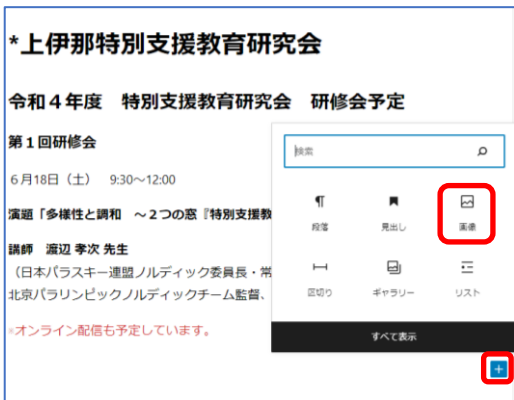 *上伊那特別支援教育研究会
令和４年度　特別支援教育研究会　研修会予定
第１回研修会
６月18日（土）　9:30～12:00
演題「多様性と調和　～２つの窓『特別支援教
講師　渡辺 孝次 先生
（日本パラスキー連盟ノルディック委員長・常
北京パラリンピックノルディックチーム監督、
※オンライン配信も予定しています。
検索
段落
見出し
画像
区切り
ギャラリー
リスト
すべて表示